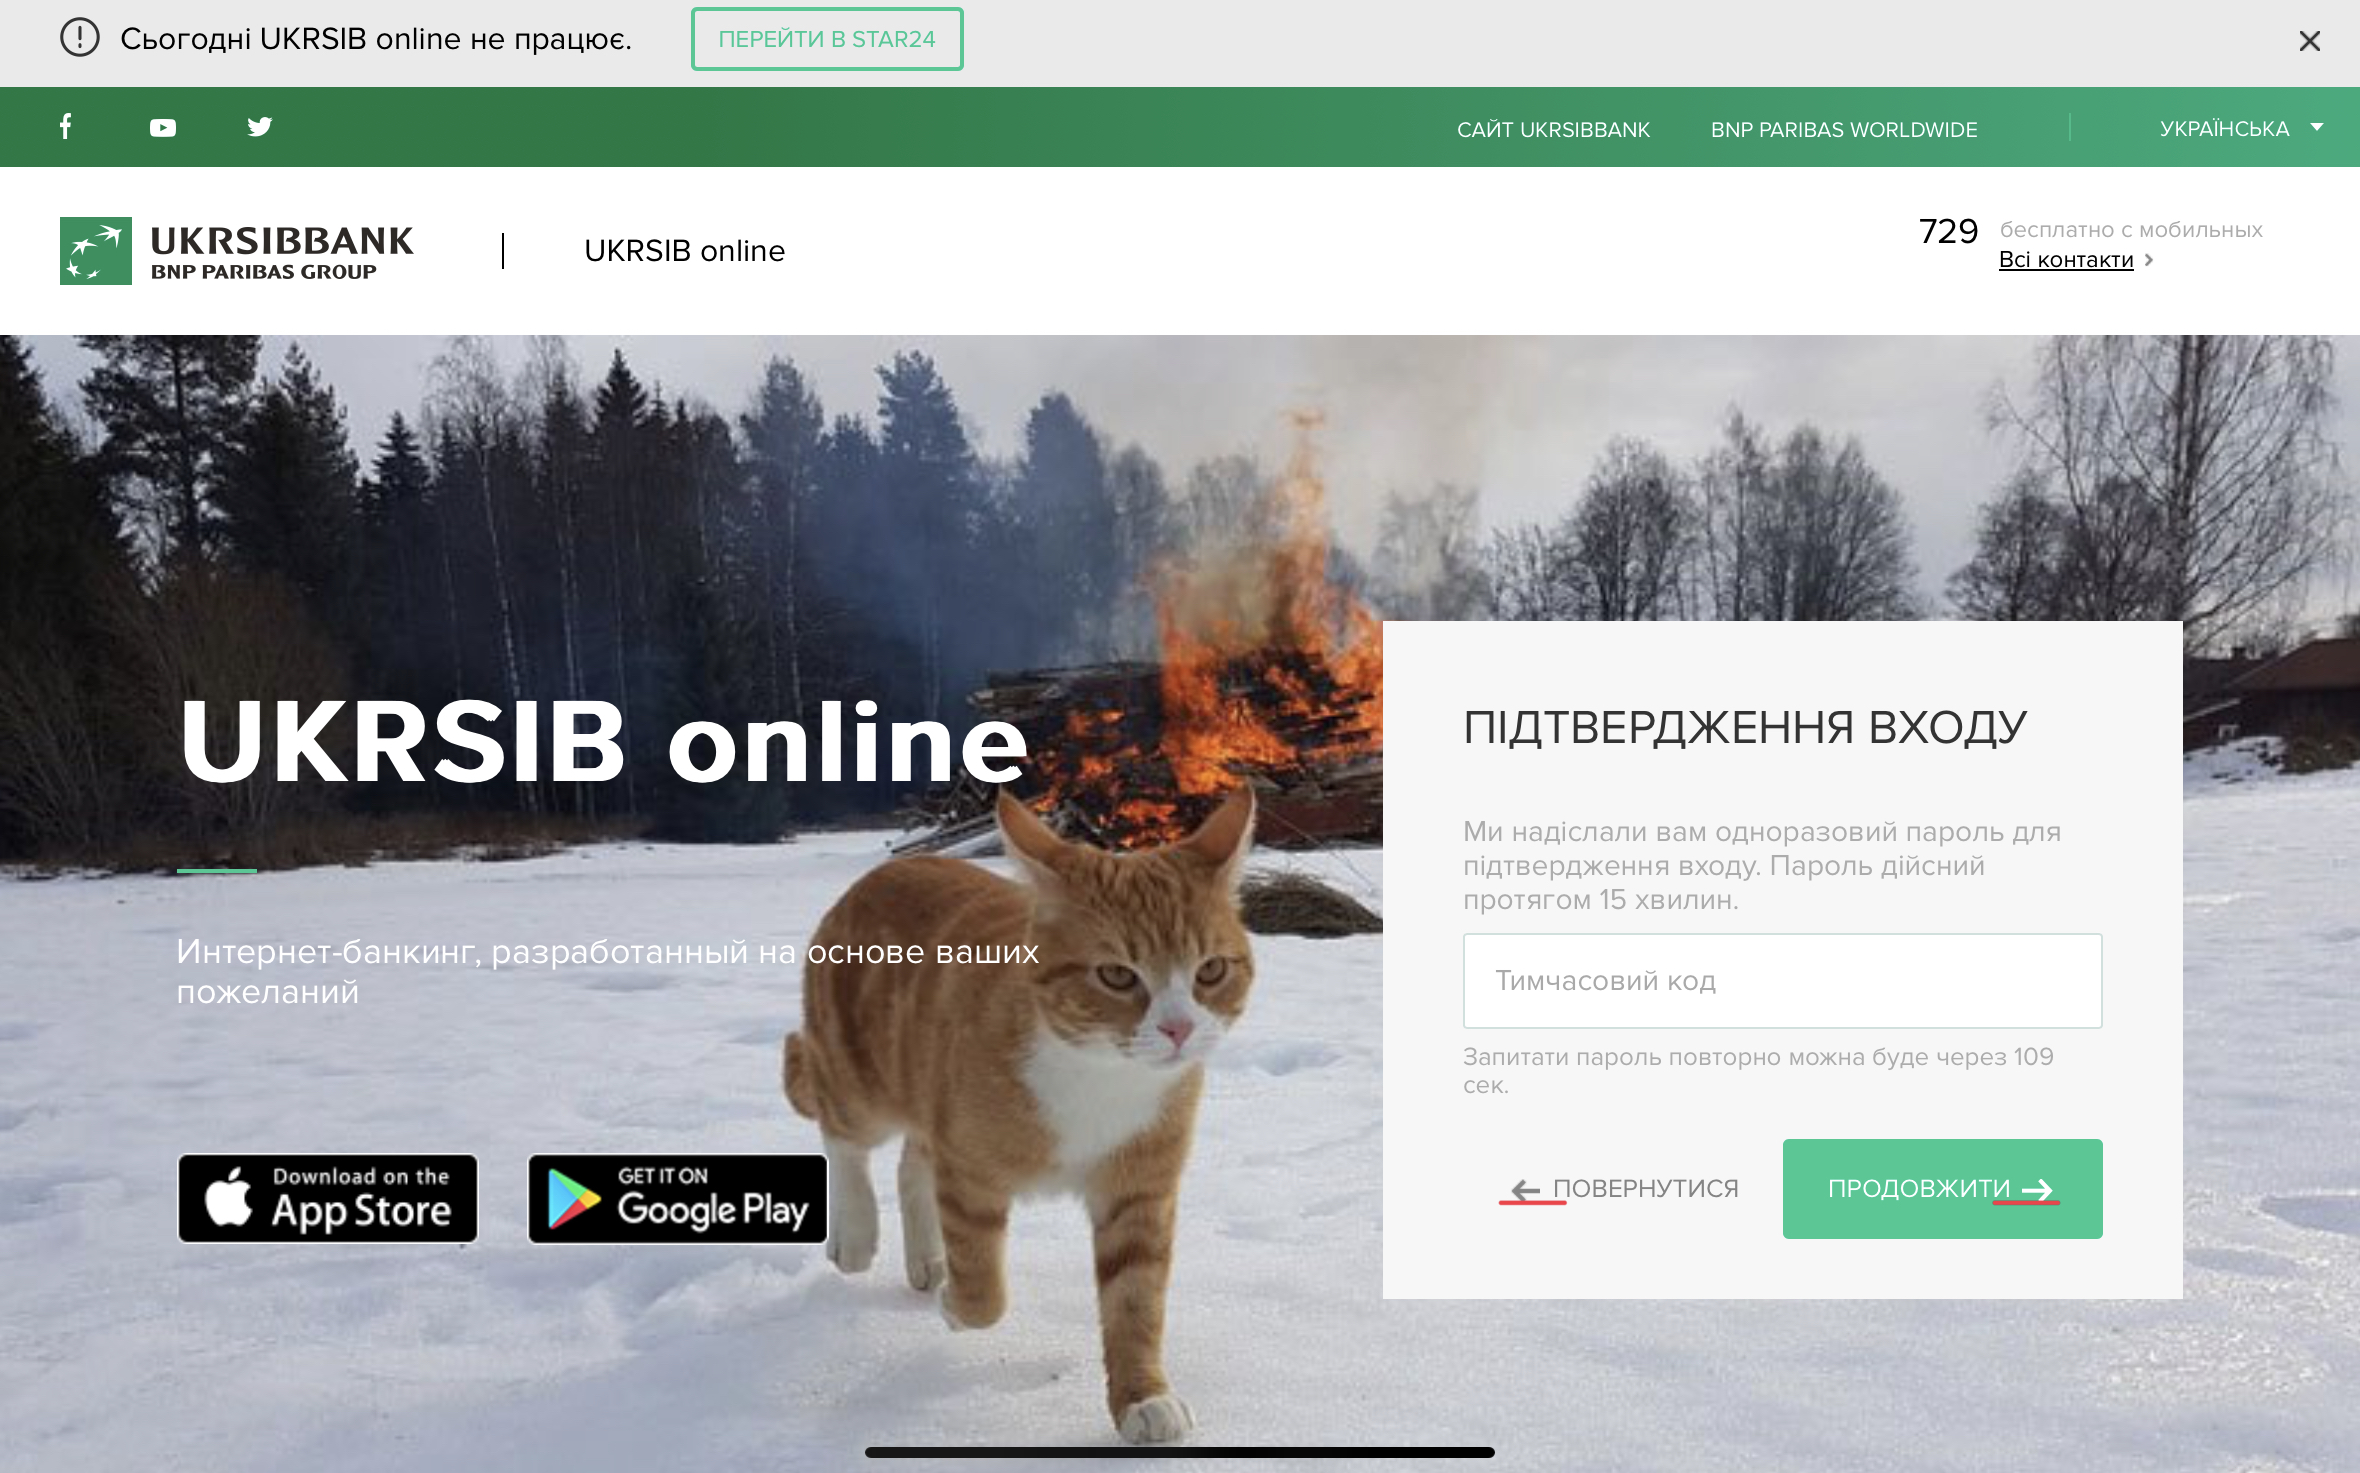 Сьогодні UKRSIB online не працює.
ПЕРЕЙТИ В STAR24
САЙТ UKRSIBBANK
BNP PARIBAS WORLDWIDE
УКРАЇНСЬКА
UKRSIBBANK
BNP PARIBAS GROUP
UKRSIB online
729
бесплатно с мобильных
Всі контакти
UKRSIB online
Интернет-банкинг, разработанный на основе ваших
пожеланий
Download on the
App Store
GET IT ON
Google Play
ПІДТВЕРДЖЕННЯ ВХОДУ
Ми надіслали вам одноразовий пароль для
підтвердження входу. Пароль дійсний
протягом 15 хвилин.
Тимчасовий код
Запитати пароль повторно можна буде через 109
сек.
ПОВЕРНУТИСЯ
ПРОДОВЖИТИ